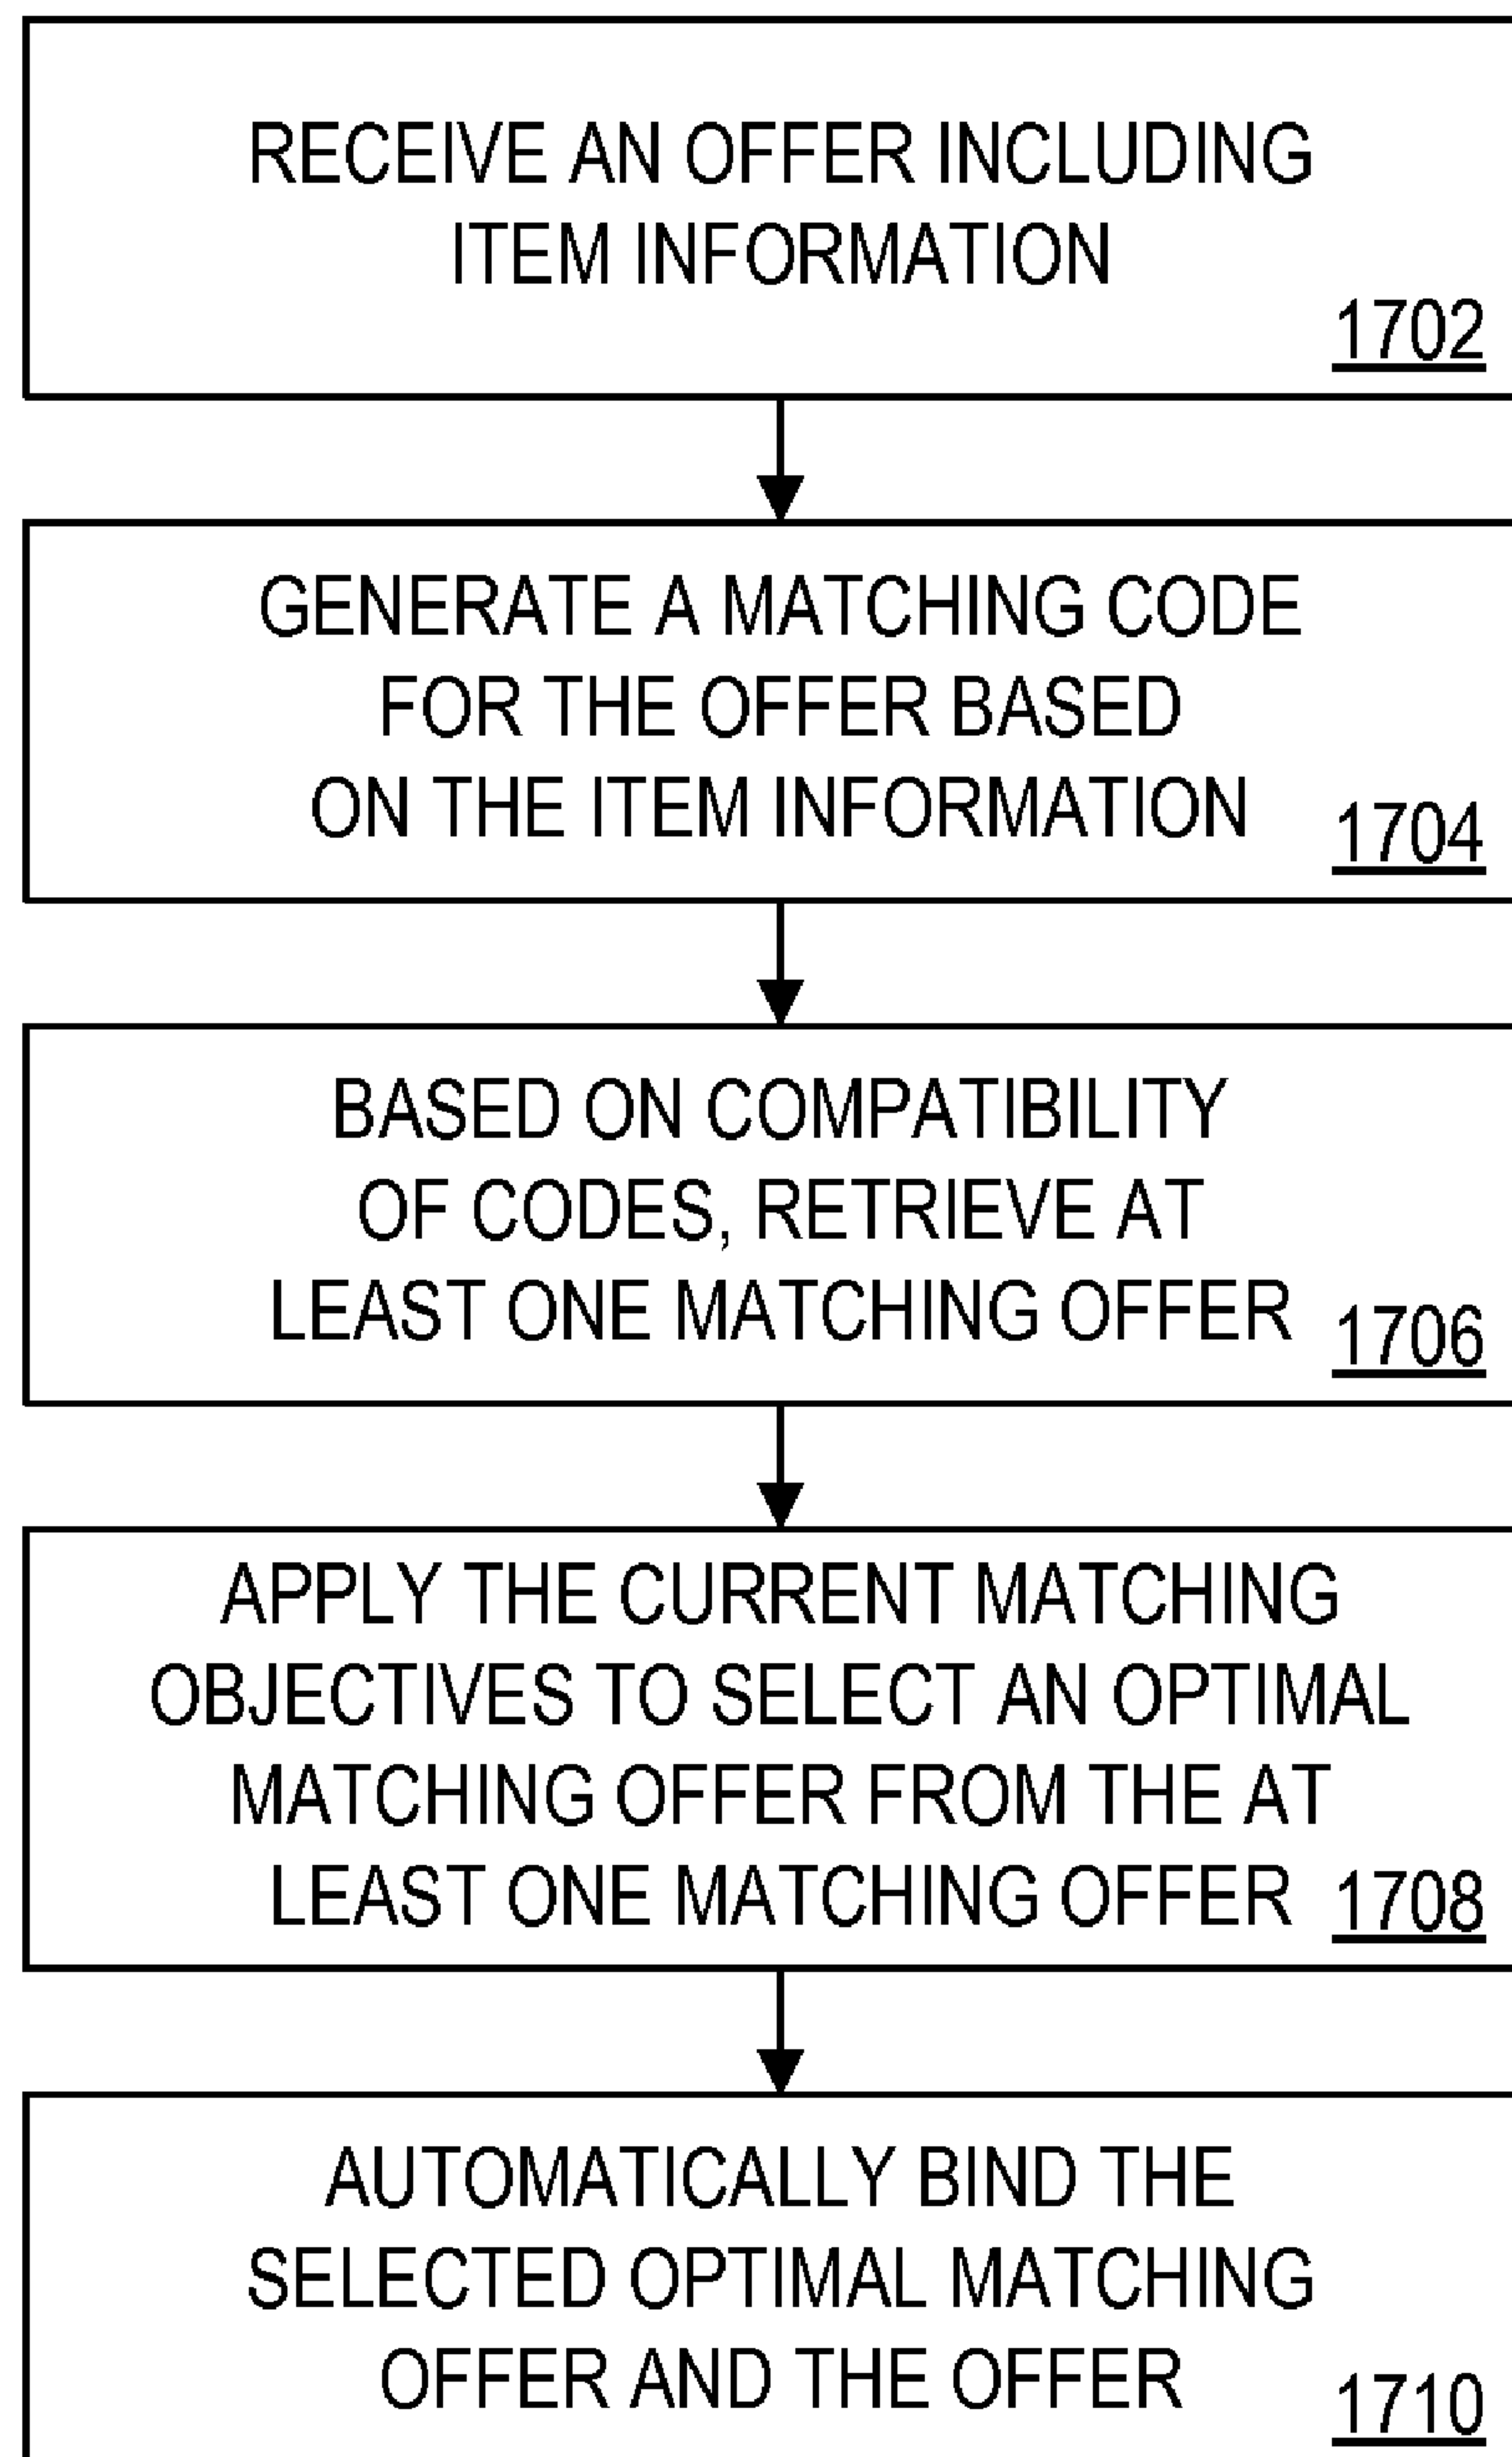 RECEIVE AN OFFER INCLUDING
ITEM INFORMATION
1702
GENERATE A MATCHING CODE
FOR THE OFFER BASED
ON THE ITEM INFORMATION
1704
BASED ON COMPATIBILITY
OF CODES, RETRIEVE AT
LEAST ONE MATCHING OFFER
1706
APPLY THE CURRENT MATCHING
OBJECTIVES TO SELECT AN OPTIMAL
MATCHING OFFER FROM THE AT
LEAST ONE MATCHING OFFER
1708
AUTOMATICALLY BIND THE
SELECTED OPTIMAL MATCHING
OFFER AND THE OFFER
1710